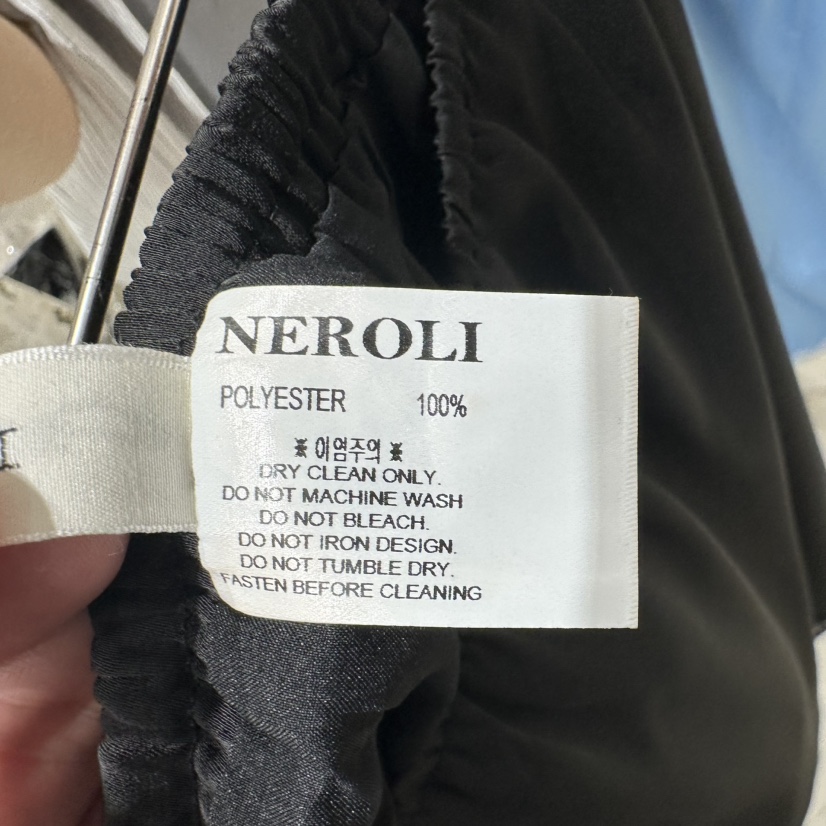 NEROLI
POLYESTER 100%
※ 이염주의 ※
DRY CLEAN ONLY.
DO NOT MACHINE WASH
DO NOT BLEACH.
DO NOT IRON DESIGN.
DO NOT TUMBLE DRY.
FASTEN BEFORE CLEANING